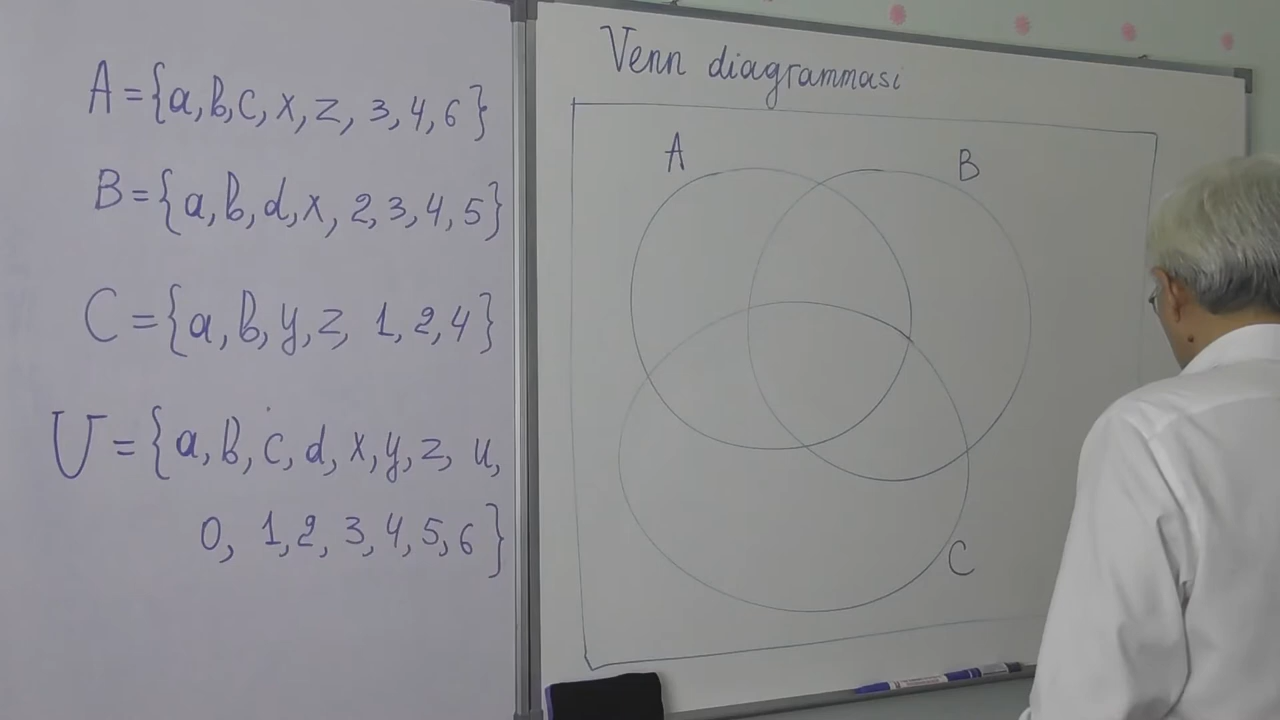 A={a,b,c,x,z,3,4,6}
B={a,b,d,x,2,3,4,5}
C={a,b,y,z,1,2,4}
U={a,b,c,d,x,y,z,u,
0,1,2,3,4,5,6}
Venn diagrammasi
A
B
C